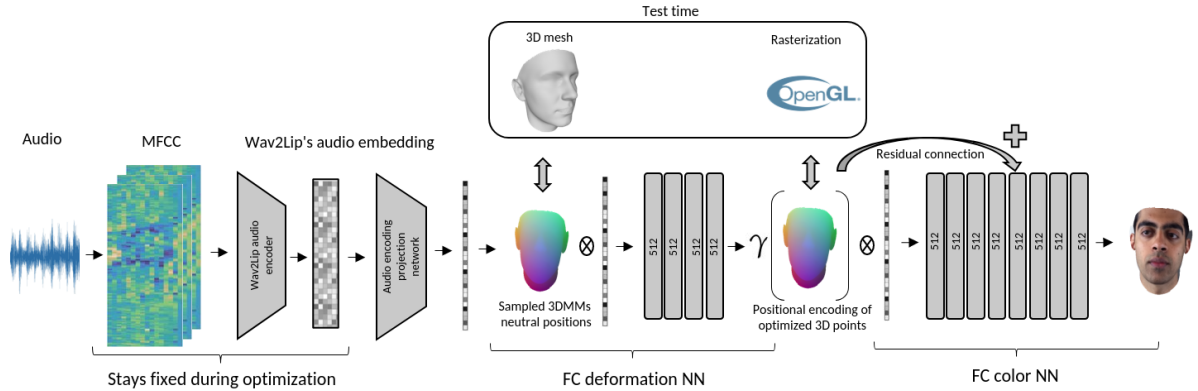 Test time
3D mesh
Rasterization
OpenGL.
Audio
MFCC
Wav2Lip's audio embedding
Residual connection
Wav2Lip audio
encoder
Audio encoding
projection
network
512
512
512
512
γ
512
512
512
512
512
512
512
512
Sampled 3DMMs
neutral positions
Positional encoding of
optimized 3D points
Stays fixed during optimization
FC deformation NN
FC color NN